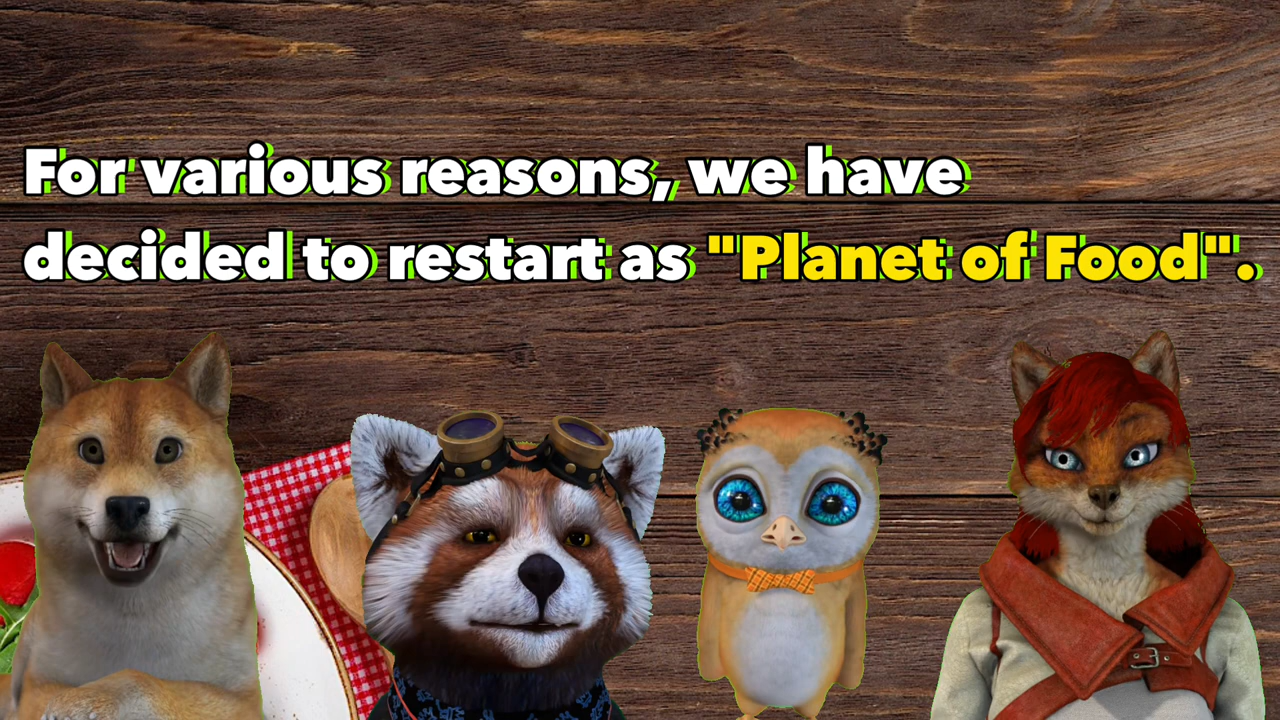 For various reasons, we have
decided to restart as "Planet of Food".